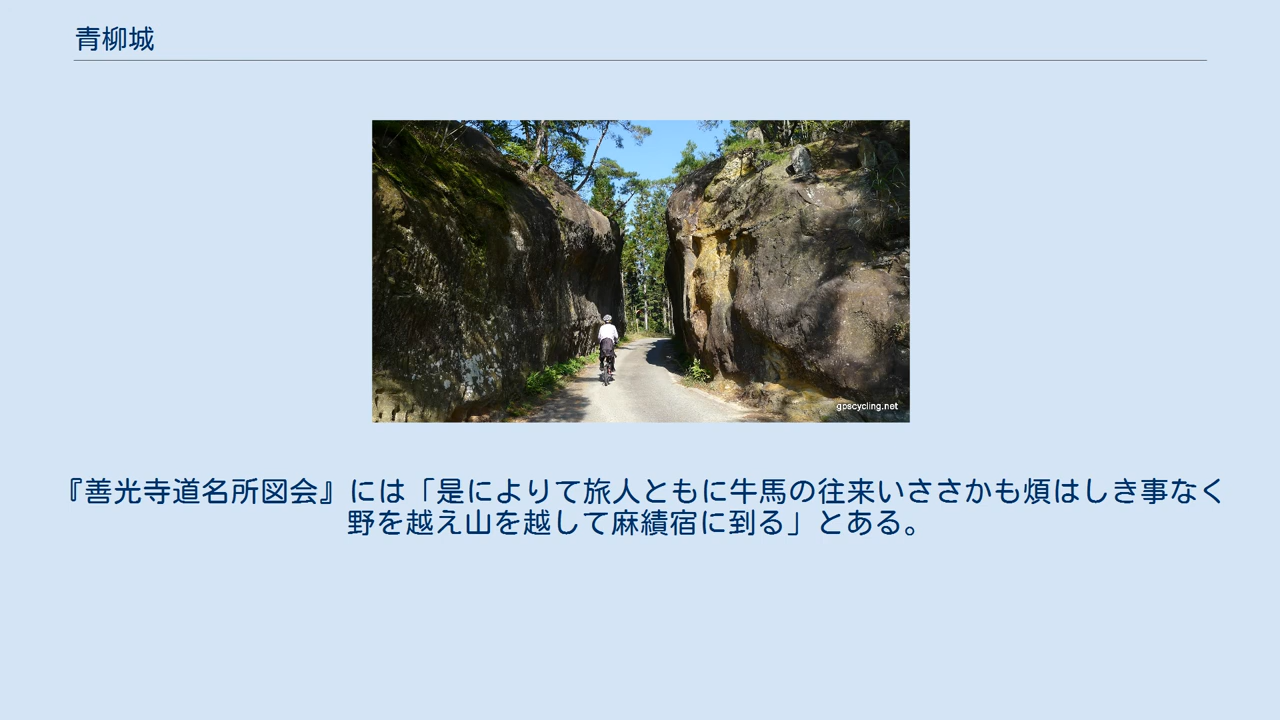 青柳城
gpscycling.net
『善光寺道名所図会』には「是によりて旅人ともに牛馬の往来いささかも煩はしき事なく
野を越え山を越して麻績宿に到る」とある。